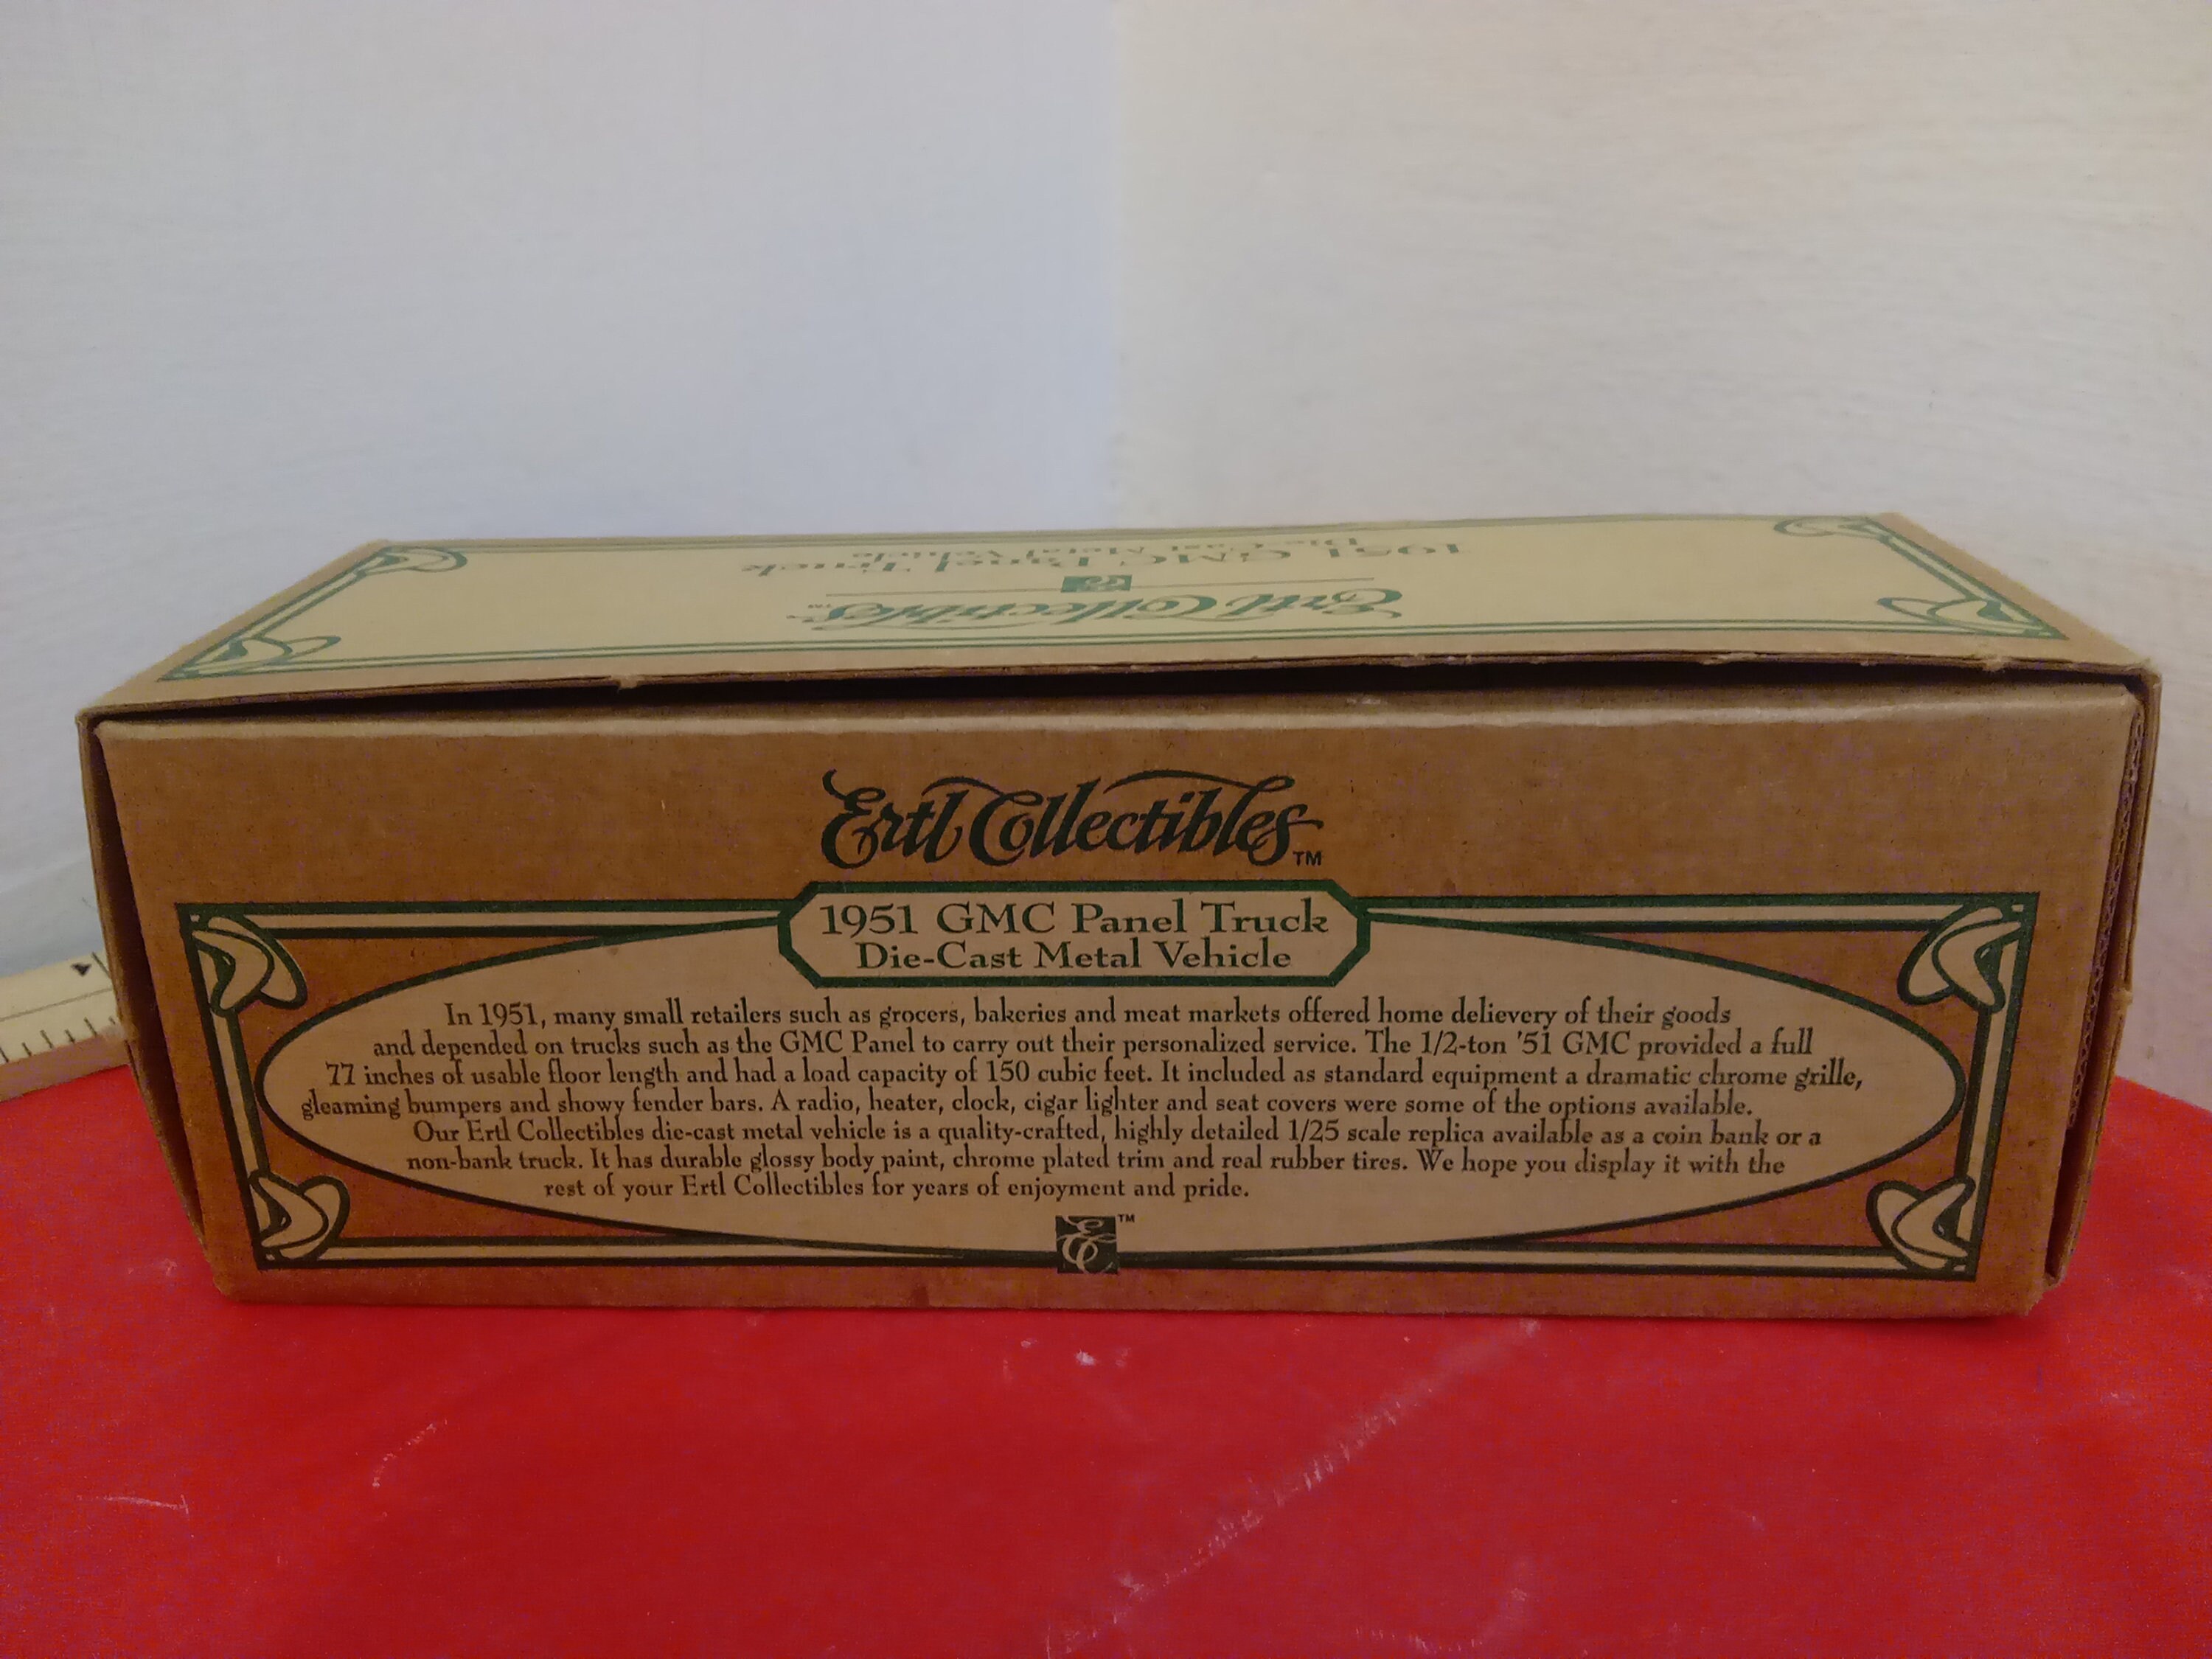 1951 GMC Panel Truck
Die-Cast Metal Vehicle
Ertl Collectibles™
Ertl Collectibles™
1951 GMC Panel Truck
Die-Cast Metal Vehicle
In 1951, many small retailers such as grocers, bakeries and meat markets offered home delievery of their goods
and depended on trucks such as the GMC Panel to carry out their personalized service. The 1/2-ton '51 GMC provided a full
77 inches of usable floor length and had a load capacity of 150 cubic feet. It included as standard equipment a dramatic chrome grille,
gleaming bumpers and showy fender bars. A radio, heater, clock, cigar lighter and seat covers were some of the options available.
Our Ertl Collectibles die-cast metal vehicle is a quality-crafted, highly detailed 1/25 scale replica available as a coin bank or a
non-bank truck. It has durable glossy body paint, chrome plated trim and real rubber tires. We hope you display it with the
rest of your Ertl Collectibles for years of enjoyment and pride.
EC™